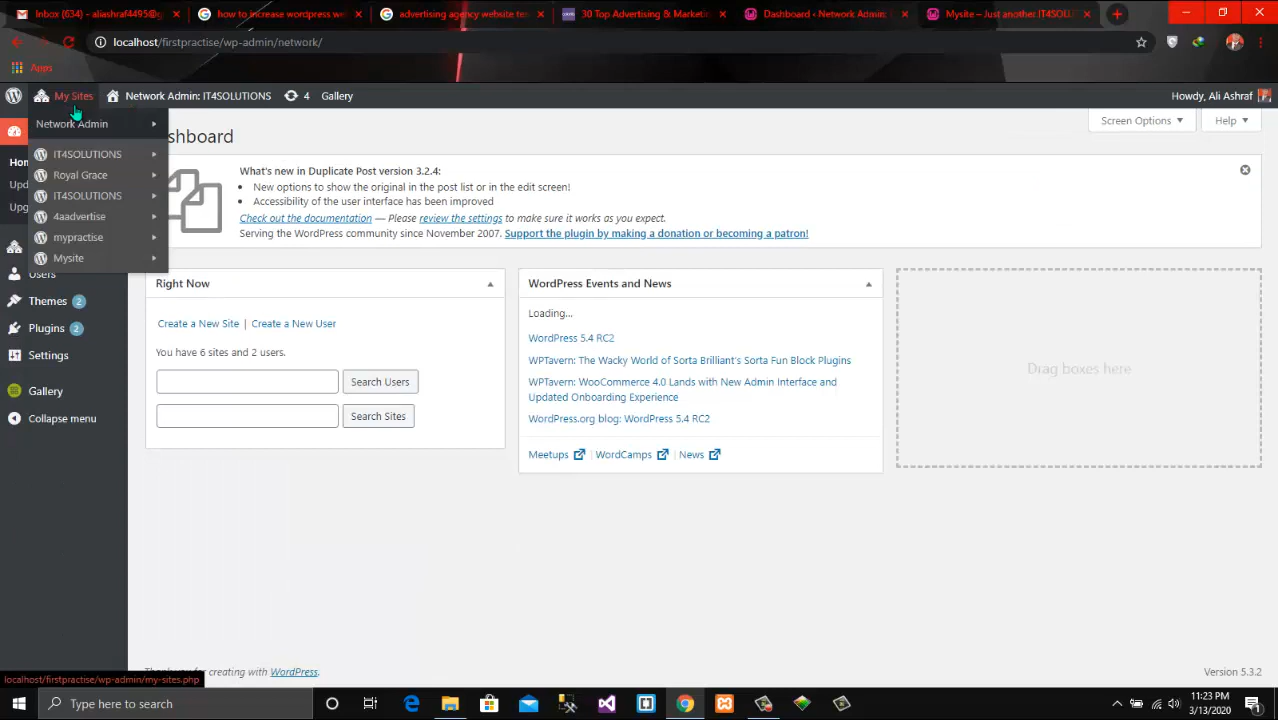 Inbox (634) - aliashraf4495@g
how to increase wordpress we
advertising agency website te
30 Top Advertising & Marketin
Dashboard ‹ Network Admin:
Mysite – Just another IT4SOLUT
localhost/firstpractise/wp-admin/network/
Apps
My Sites Network Admin: IT4SOLUTIONS 4 Gallery Howdy, Ali Ashraf
Network Admin
IT4SOLUTIONS
Royal Grace
IT4SOLUTIONS
4aadvertise
mypractise
Mysite
Screen Options Help
shboard
What's new in Duplicate Post version 3.2.4:
New options to show the original in the post list or in the edit screen!
Accessibility of the user interface has been improved
Check out the documentation — Please review the settings to make sure it works as you expect.
Serving the WordPress community since November 2007. Support the plugin by making a donation or becoming a patron!
Hor
Upd
Upg
Users
Themes 2
Plugins 2
Settings
Gallery
Collapse menu
Right Now
Create a New Site | Create a New User
You have 6 sites and 2 users.
Search Users
Search Sites
WordPress Events and News
Loading...
WordPress 5.4 RC2
WPTavern: The Wacky World of Sorta Brilliant's Sorta Fun Block Plugins
WPTavern: WooCommerce 4.0 Lands with New Admin Interface and
Updated Onboarding Experience
WordPress.org blog: WordPress 5.4 RC2
Meetups | WordCamps | News
Drag boxes here
creating with WordPress.
Version 5.3.2
localhost/firstpractise/wp-admin/my-sites.php
Type here to search
11:23 PM
3/13/2020
1